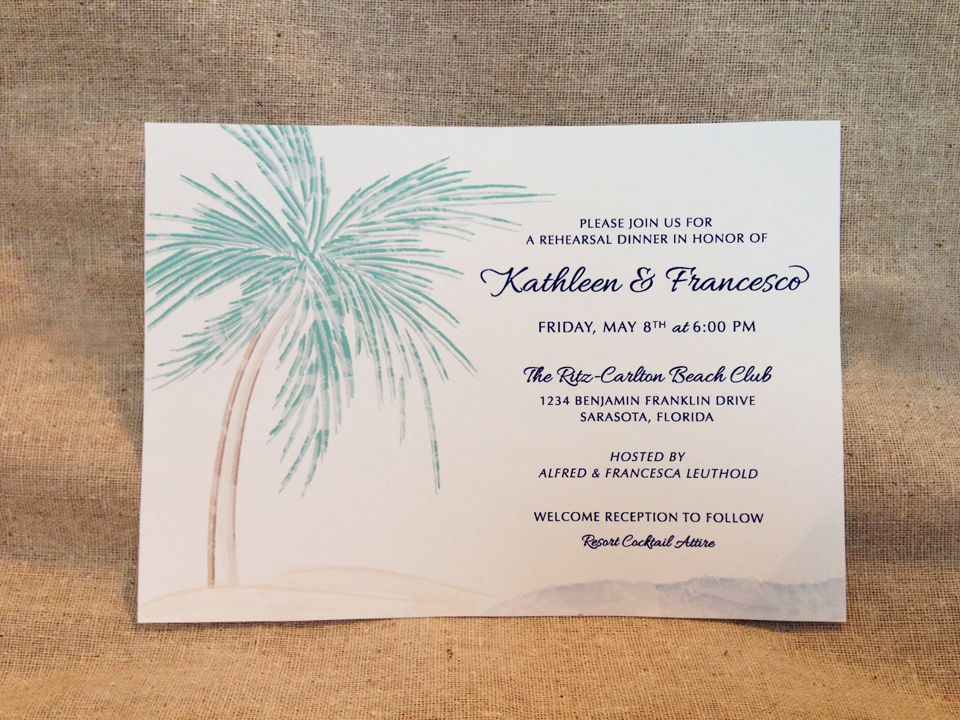 PLEASE JOIN US FOR
A REHEARSAL DINNER IN HONOR OF
Kathleen & Francesco
FRIDAY, MAY 8TH at 6:00 PM
The Ritz-Carlton Beach Club
1234 BENJAMIN FRANKLIN DRIVE
SARASOTA, FLORIDA
HOSTED BY
ALFRED & FRANCESCA LEUTHOLD
WELCOME RECEPTION TO FOLLOW
Resort Cocktail Attire